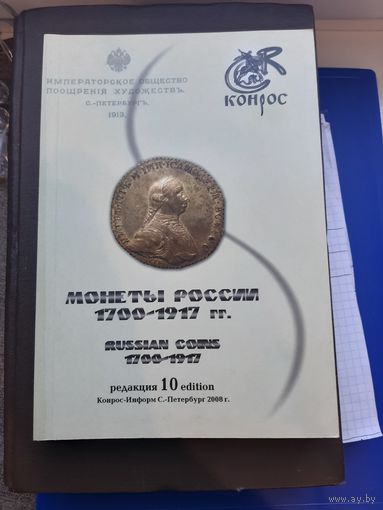 ИМПЕРАТОРСКОЕ ОБЩЕСТВО
ПООЩРЕНІЯ ХУДОЖЕСТВЪ.
С.-ПЕТЕРБУРГЪ.
1913.
R
КОНРОС
МОНЕТЫ РОССИИ
1700-1917 гг.
RUSSIAN COINS
1700-1917
редакция 10 edition
Конрос-Информ С.-Петербург 2008 г.
www.ay.by